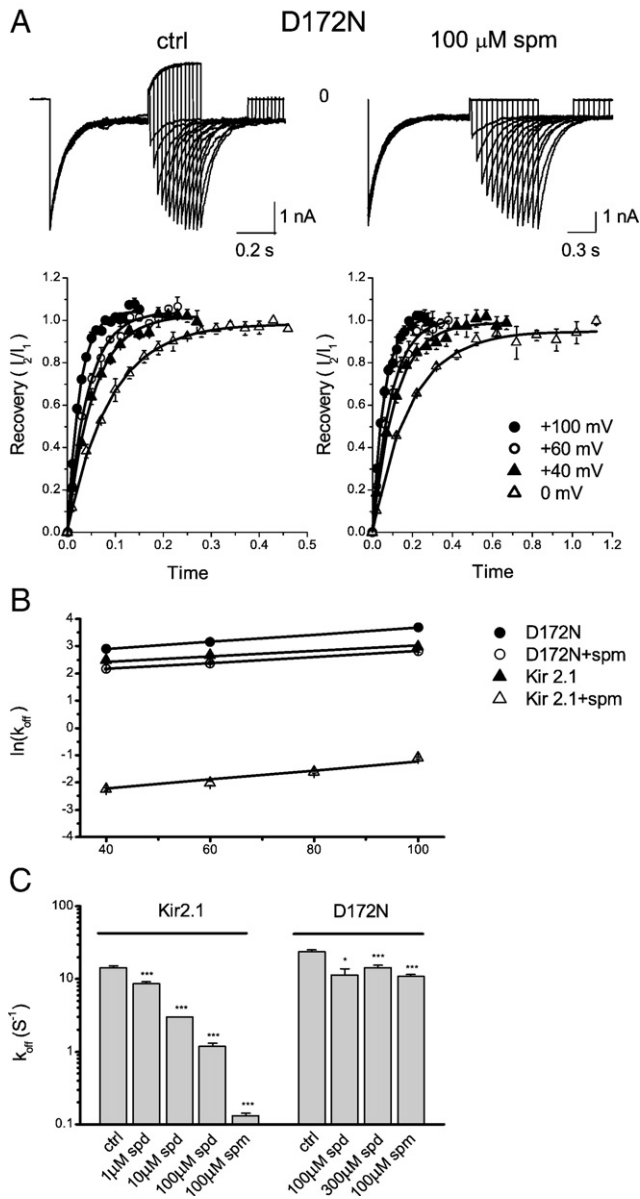 A
D172N
ctrl
100 µM spm
0
1 nA
0.2 s
1 nA
0.3 s
Recovery ( I2/I1 )
1.2
1.0
0.8
0.6
0.4
0.2
0.0
0.0 0.1 0.2 0.3 0.4 0.5
Time
Recovery ( I2/I1 )
1.2
1.0
0.8
0.6
0.4
0.2
0.0
+100 mV
+60 mV
+40 mV
0 mV
0.0 0.2 0.4 0.6 0.8 1.0 1.2
Time
B
ln(koff)
4
3
2
1
0
-1
-2
-3
-4
40 60 80 100
D172N
D172N+spm
Kir 2.1
Kir 2.1+spm
C
Kir2.1
D172N
koff (S-1)
100
10
1
0.1
***
***
***
***
*
***
***
ctrl
1µM spd
10µM spd
100µM spd
100µM spm
ctrl
100µM spd
300µM spd
100µM spm